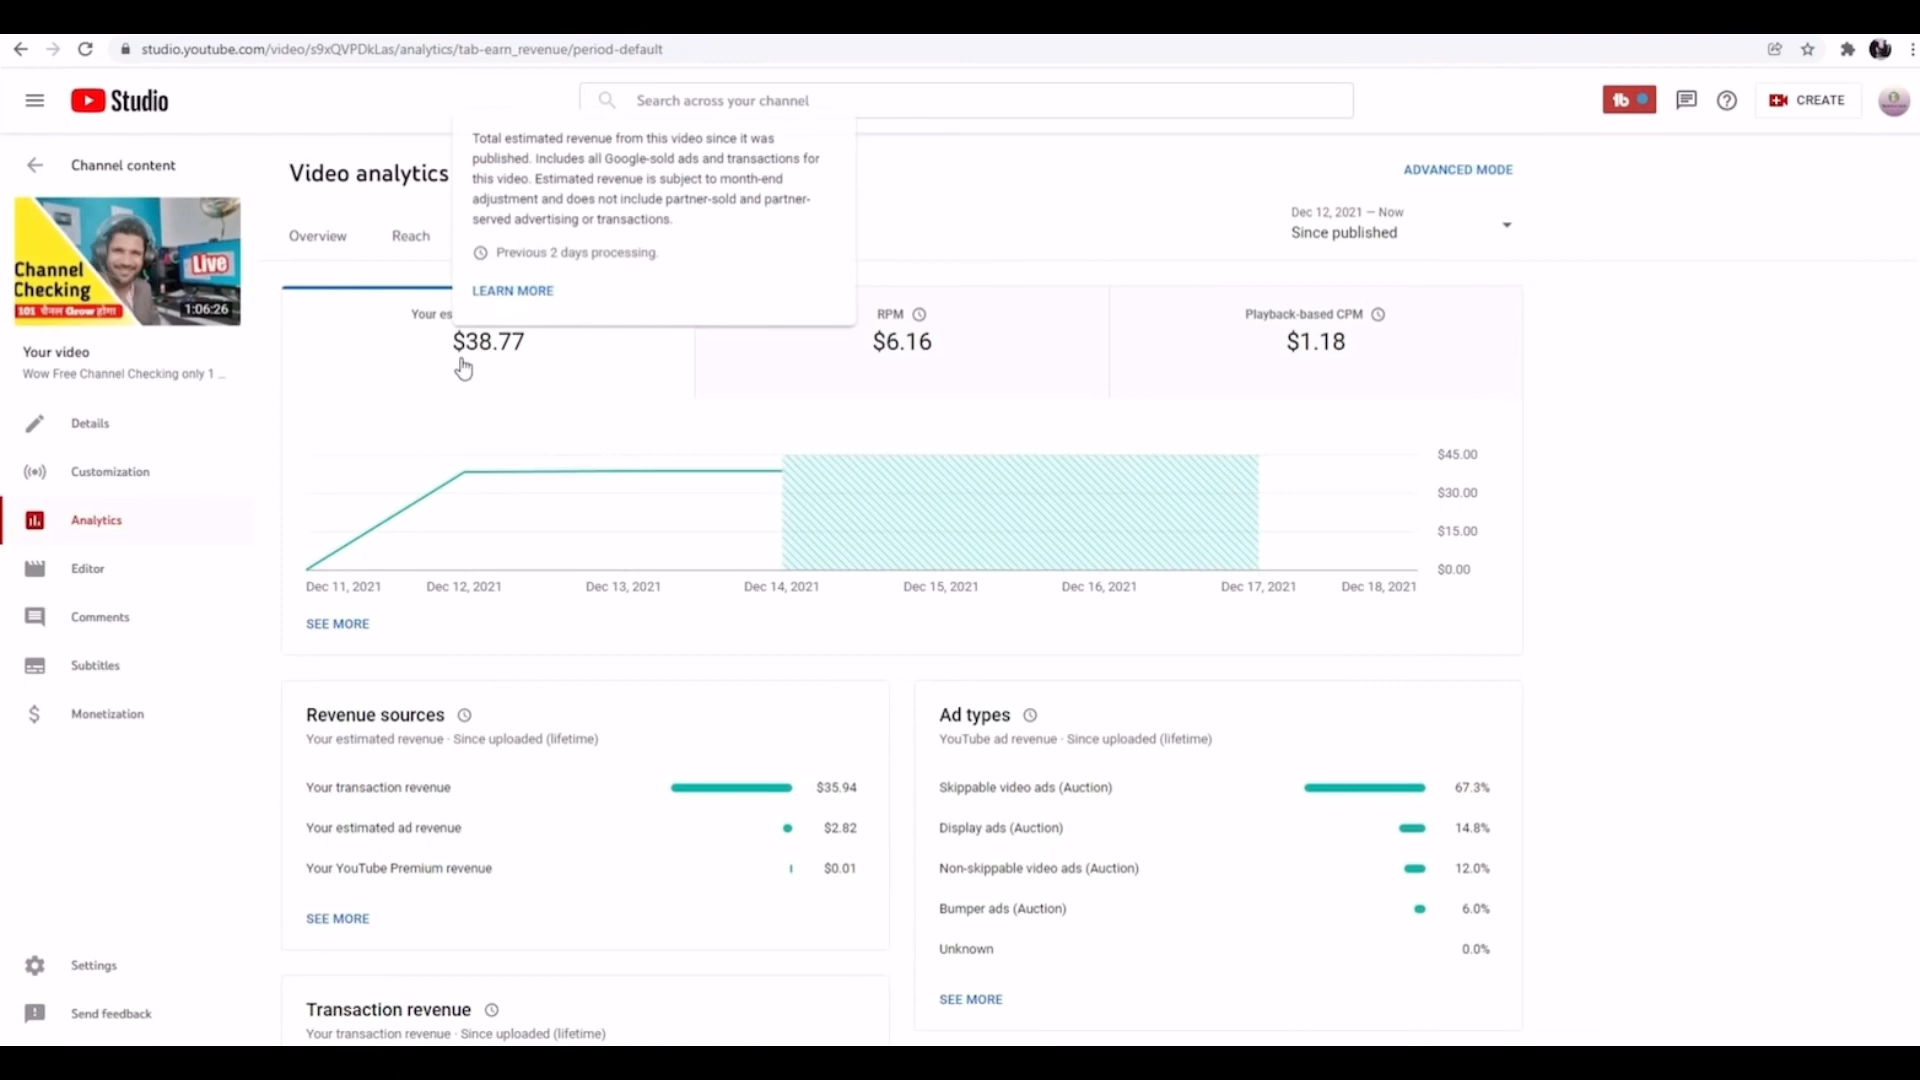 studio.youtube.com/video/s9xQVPDkLas/analytics/tab-earn_revenue/period-default
Studio
Search across your channel
CREATE
Channel content
Channel
Checking
101 चैनल Grow होगा
Live
1:06:26
Your video
Wow Free Channel Checking only 1 ...
Details
Customization
Analytics
Editor
Comments
Subtitles
Monetization
Settings
Send feedback
Video analytics
ADVANCED MODE
Overview
Reach
Dec 12, 2021 – Now
Since published
Total estimated revenue from this video since it was
published. Includes all Google-sold ads and transactions for
this video. Estimated revenue is subject to month-end
adjustment and does not include partner-sold and partner-
served advertising or transactions.
Previous 2 days processing.
LEARN MORE
Your es
$38.77
RPM
$6.16
Playback-based CPM
$1.18
$45.00
$30.00
$15.00
$0.00
Dec 11, 2021 Dec 12, 2021 Dec 13, 2021 Dec 14, 2021 Dec 15, 2021 Dec 16, 2021 Dec 17, 2021 Dec 18, 2021
SEE MORE
Revenue sources
Your estimated revenue · Since uploaded (lifetime)
Your transaction revenue $35.94
Your estimated ad revenue $2.82
Your YouTube Premium revenue $0.01
SEE MORE
Ad types
YouTube ad revenue · Since uploaded (lifetime)
Skippable video ads (Auction) 67.3%
Display ads (Auction) 14.8%
Non-skippable video ads (Auction) 12.0%
Bumper ads (Auction) 6.0%
Unknown 0.0%
SEE MORE
Transaction revenue
Your transaction revenue · Since uploaded (lifetime)